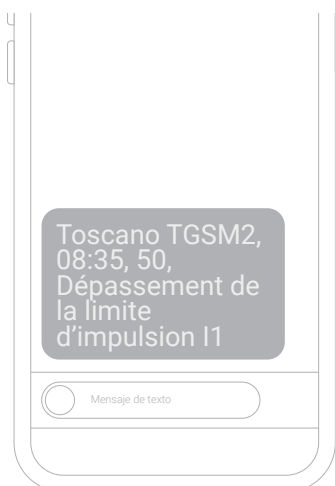 Toscano TGSM2,
08:35, 50,
Dépassement de
la limite
d’impulsion I1
Mensaje de texto